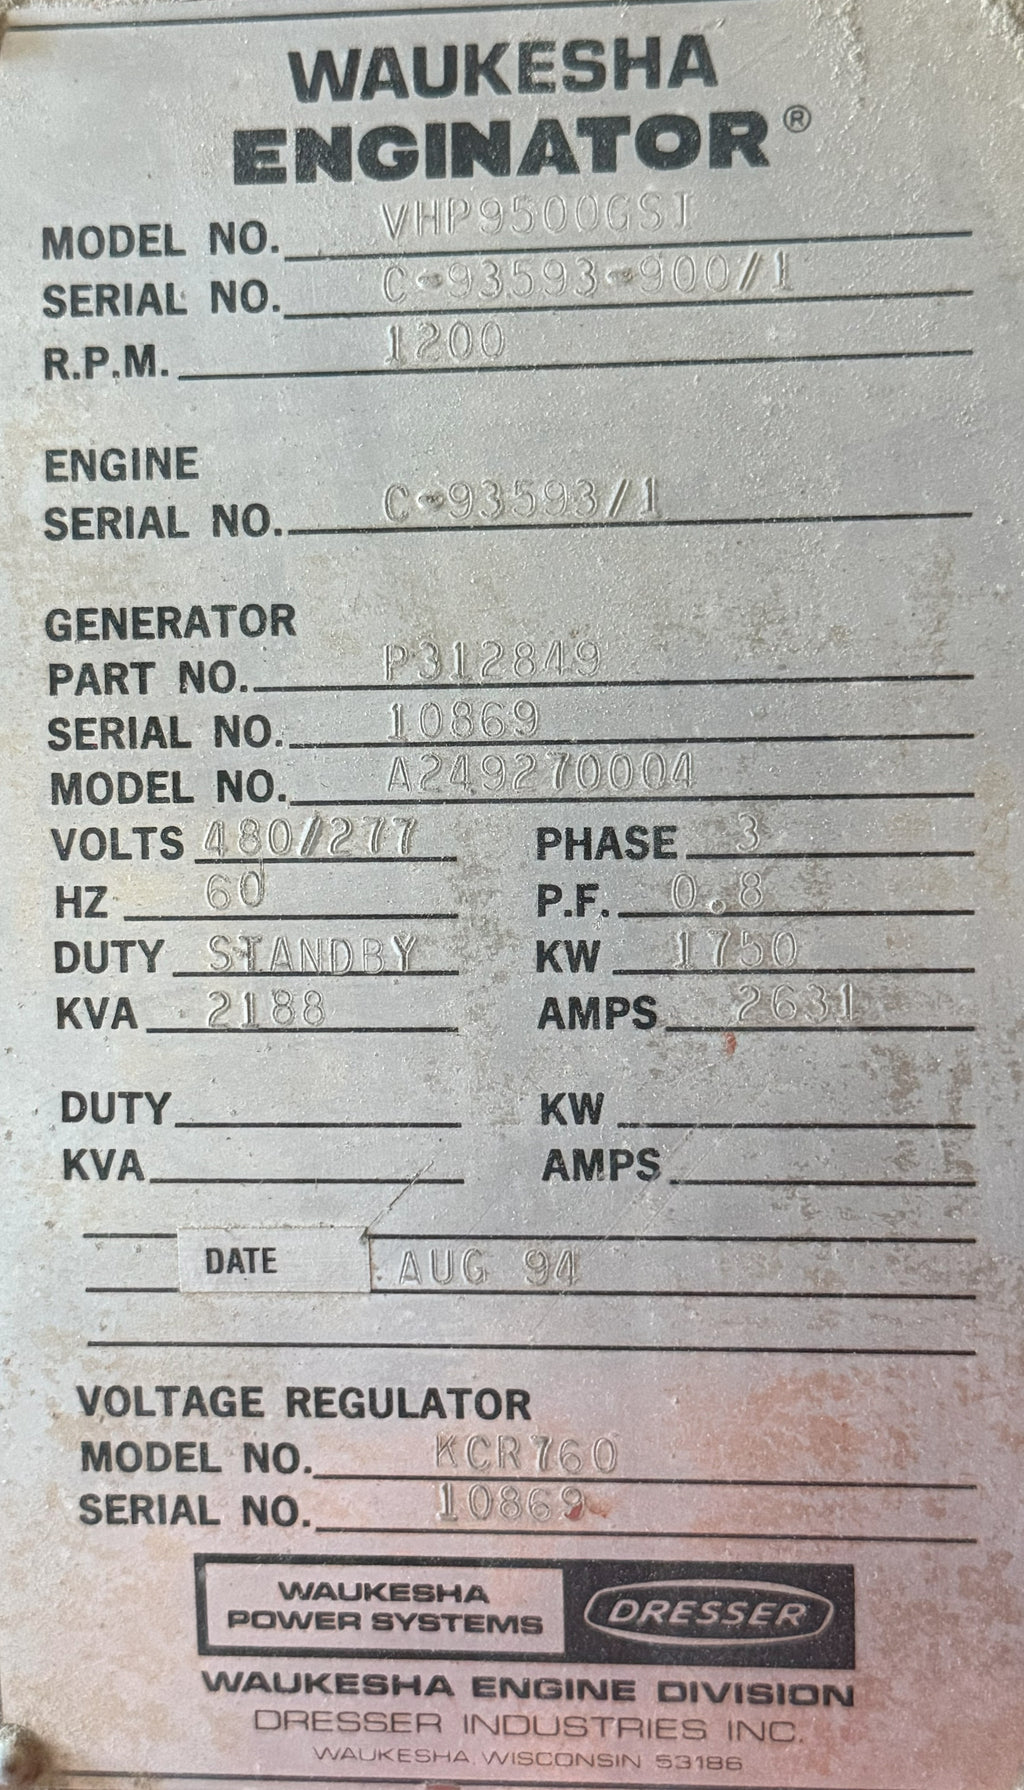 WAUKESHA
ENGINATOR®
MODEL NO. VHP9500GSI
SERIAL NO. C-93593-900/1
R.P.M. 1200
ENGINE
SERIAL NO. C-93593/1
GENERATOR
PART NO. P312849
SERIAL NO. 10869
MODEL NO. A249270004
VOLTS 480/277 PHASE 3
HZ 60 P.F. 0.8
DUTY STANDBY KW 1750
KVA 2188 AMPS 2631
DUTY KW
KVA AMPS
DATE AUG 94
VOLTAGE REGULATOR
MODEL NO. KCR760
SERIAL NO. 10869
WAUKESHA
POWER SYSTEMS
DRESSER
WAUKESHA ENGINE DIVISION
DRESSER INDUSTRIES INC.
WAUKESHA, WISCONSIN 53186